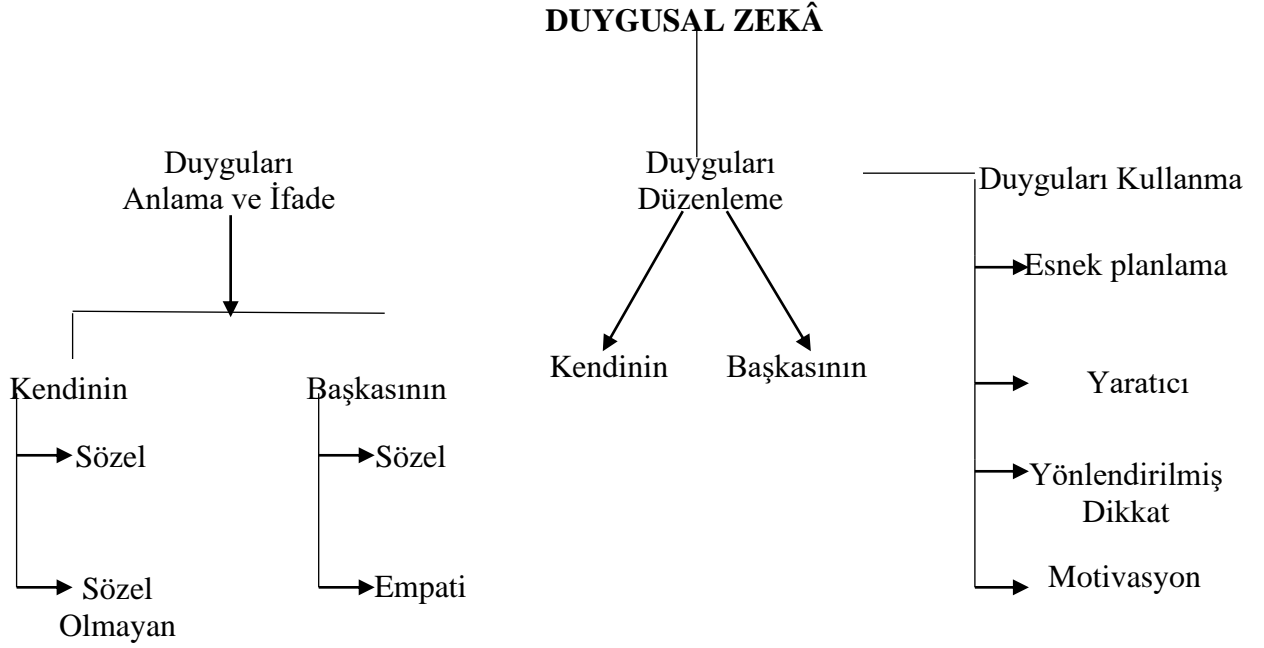 DUYGUSAL ZEKÂ
Duyguları
Anlama ve İfade
Duyguları
Düzenleme
Duyguları Kullanma
Kendinin
Başkasının
Sözel
Sözel
Olmayan
Sözel
Empati
Kendinin
Başkasının
Esnek planlama
Yaratıcı
Yönlendirilmiş
Dikkat
Motivasyon